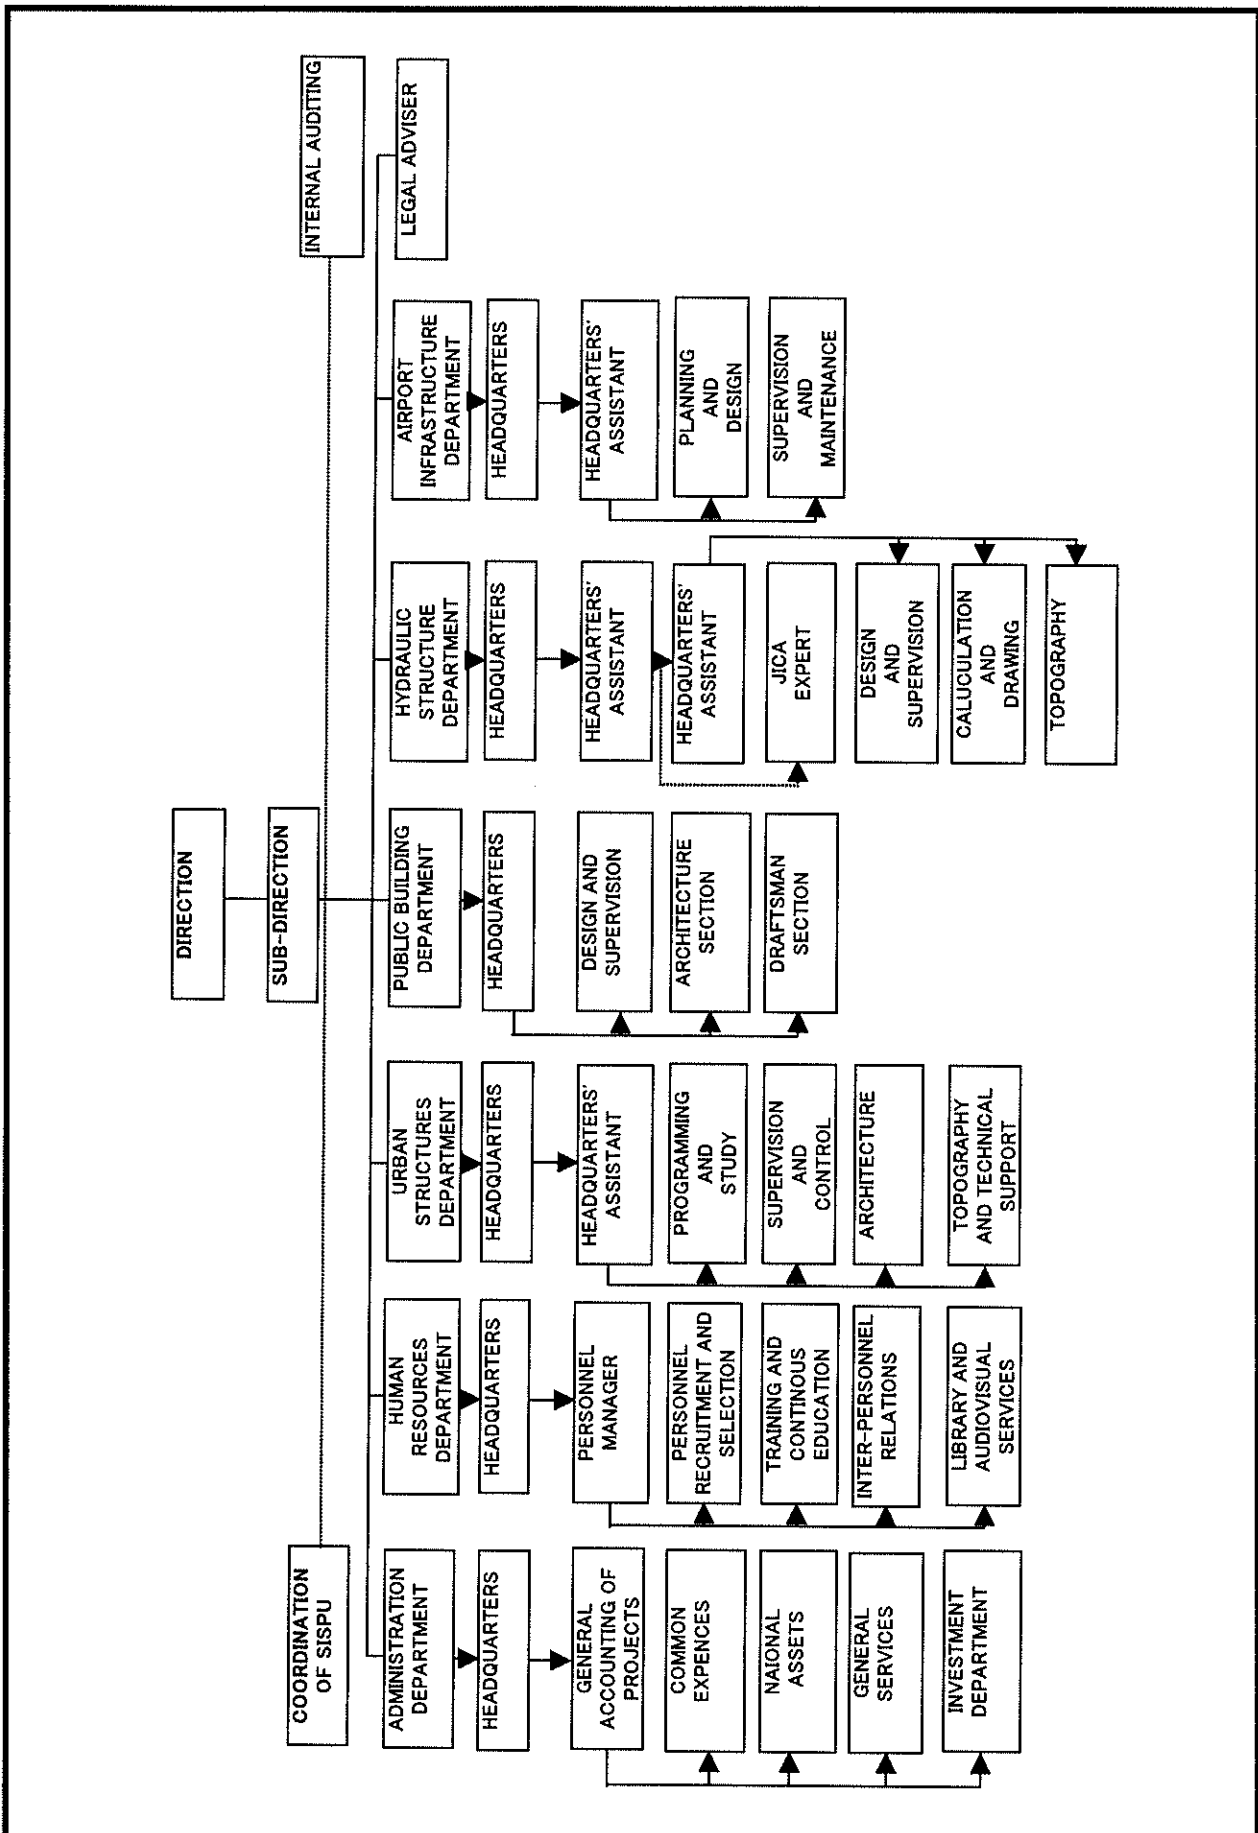 DIRECTION
SUB-DIRECTION
COORDINATION
OF SISPU
INTERNAL AUDITING
ADMINISTRATION
DEPARTMENT
HEADQUARTERS
GENERAL
ACCOUNTING OF
PROJECTS
COMMON
EXPENCES
NAIONAL
ASSETS
GENERAL
SERVICES
INVESTMENT
DEPARTMENT
HUMAN
RESOURCES
DEPARTMENT
HEADQUARTERS
PERSONNEL
MANAGER
PERSONNEL
RECRUITMENT AND
SELECTION
TRAINING AND
CONTINOUS
EDUCATION
INTER-PERSONNEL
RELATIONS
LIBRARY AND
AUDIOVISUAL
SERVICES
URBAN
STRUCTURES
DEPARTMENT
HEADQUARTERS
HEADQUARTERS'
ASSISTANT
PROGRAMMING
AND
STUDY
SUPERVISION
AND
CONTROL
ARCHITECTURE
TOPOGRAPHY
AND TECHNICAL
SUPPORT
PUBLIC BUILDING
DEPARTMENT
HEADQUARTERS
DESIGN AND
SUPERVISION
ARCHITECTURE
SECTION
DRAFTSMAN
SECTION
HYDRAULIC
STRUCTURE
DEPARTMENT
HEADQUARTERS
HEADQUARTERS'
ASSISTANT
HEADQUARTERS'
ASSISTANT
JICA
EXPERT
DESIGN
AND
SUPERVISION
CALUCULATION
AND
DRAWING
TOPOGRAPHY
AIRPORT
INFRASTRUCTURE
DEPARTMENT
HEADQUARTERS
HEADQUARTERS'
ASSISTANT
PLANNING
AND
DESIGN
SUPERVISION
AND
MAINTENANCE
LEGAL ADVISER